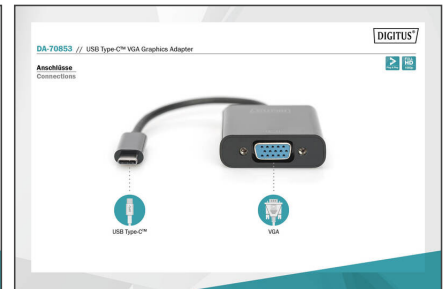 DIGITUS®
DA-70853 // USB Type-C™ VGA Graphics Adapter
Anschlüsse
Connections
USB Type-C™
VGA